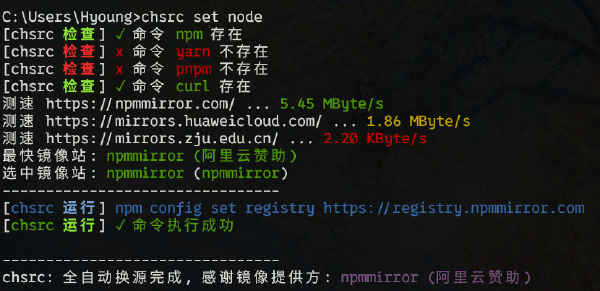 C:\Users\Hyoung>chsrc set node
[chsrc 检查] ✓ 命令 npm 存在
[chsrc 检查] x 命令 yarn 不存在
[chsrc 检查] x 命令 pnpm 不存在
[chsrc 检查] ✓ 命令 curl 存在
测速 https://npmmirror.com/ ... 5.45 MByte/s
测速 https://mirrors.huaweicloud.com/ ... 1.86 MByte/s
测速 https://mirrors.zju.edu.cn/ ... 2.20 KByte/s
最快镜像站: npmmirror (阿里云赞助)
选中镜像站: npmmirror (npmmirror)
--------------------------------
[chsrc 运行] npm config set registry https://registry.npmmirror.com
[chsrc 运行] ✓ 命令执行成功
--------------------------------
chsrc: 全自动换源完成, 感谢镜像提供方: npmmirror (阿里云赞助)